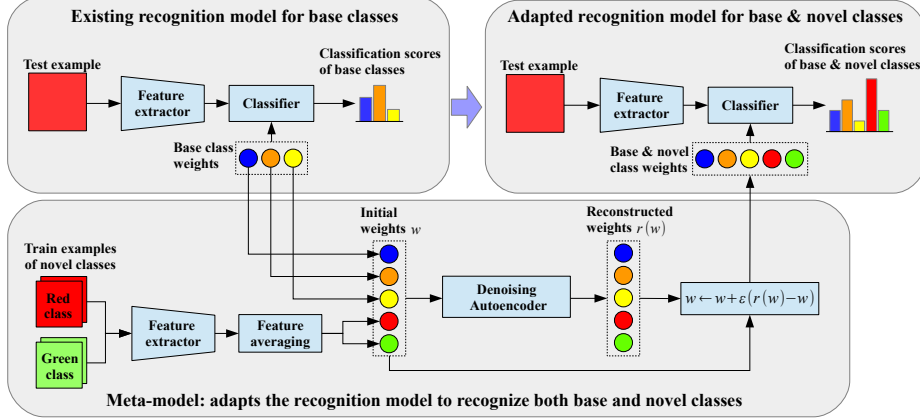 Existing recognition model for base classes
Test example
Feature
extractor
Classifier
Classification scores
of base classes
Base class
weights
Adapted recognition model for base & novel classes
Test example
Feature
extractor
Classifier
Classification scores
of base & novel classes
Base & novel
class weights
Train examples
of novel classes
Red
class
Green
class
Feature
extractor
Feature
averaging
Initial
weights w
Denoising
Autoencoder
Reconstructed
weights r(w)
w ← w + ε(r(w) − w)
Meta-model: adapts the recognition model to recognize both base and novel classes